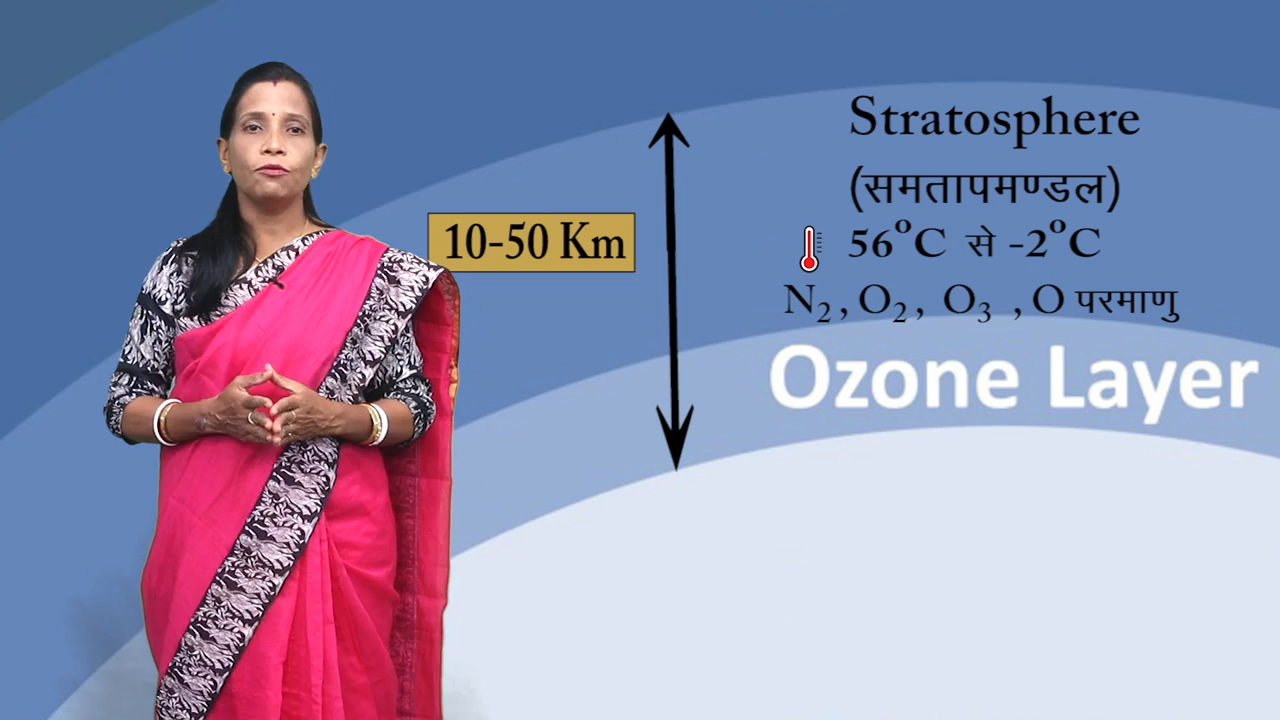 Stratosphere
(समतापमण्डल)
10-50 Km
56°C से -2°C
N₂, O₂, O₃ , O परमाणु
Ozone Layer